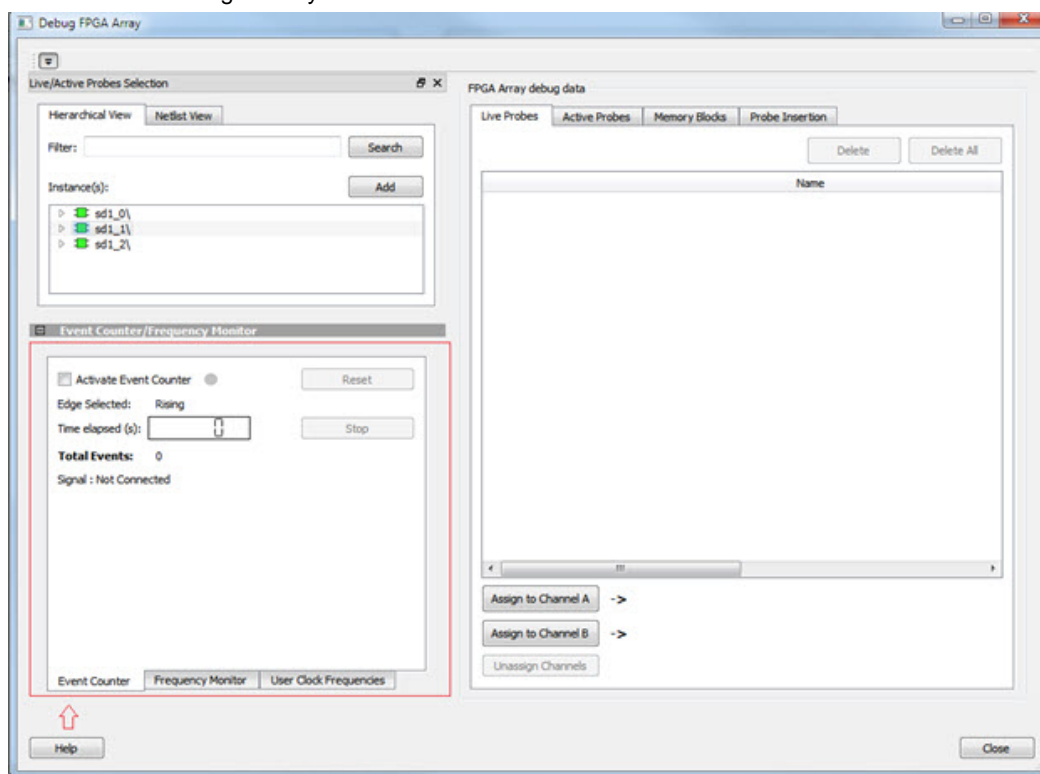 Debug FPGA Array
Live/Active Probes Selection
Hierarchical View Netlist View
Filter: Search
Instance(s): Add
sd1_0\
sd1_1\
sd1_2\
Event Counter/Frequency Monitor
Activate Event Counter Reset
Edge Selected: Rising
Time elapsed (s): 0 Stop
Total Events: 0
Signal : Not Connected
Event Counter Frequency Monitor User Clock Frequencies
Help
FPGA Array debug data
Live Probes Active Probes Memory Blocks Probe Insertion
Delete Delete All
Name
Assign to Channel A ->
Assign to Channel B ->
Unassign Channels
Close